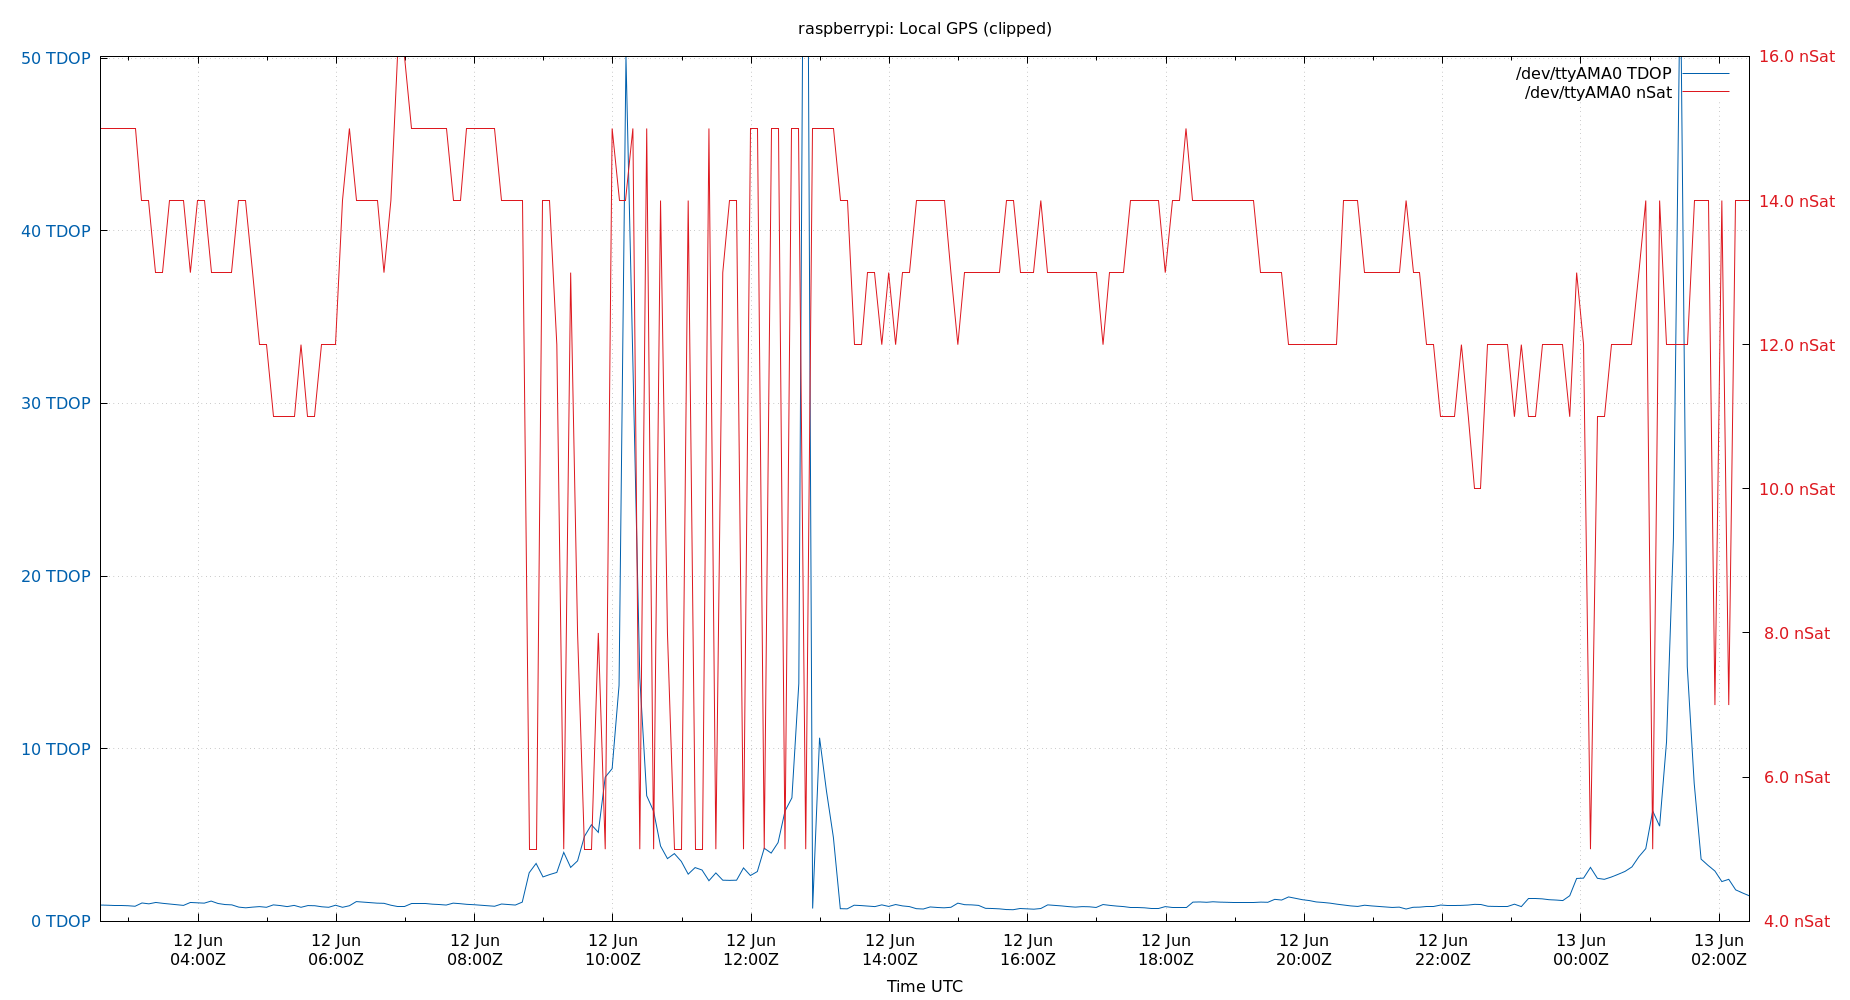 raspberrypi: Local GPS (clipped)
50 TDOP
40 TDOP
30 TDOP
20 TDOP
10 TDOP
0 TDOP
16.0 nSat
14.0 nSat
12.0 nSat
10.0 nSat
8.0 nSat
6.0 nSat
4.0 nSat
/dev/ttyAMA0 TDOP
/dev/ttyAMA0 nSat
12 Jun 12 Jun 12 Jun 12 Jun 12 Jun 12 Jun 12 Jun 12 Jun 12 Jun 12 Jun 13 Jun 13 Jun
04:00Z 06:00Z 08:00Z 10:00Z 12:00Z 14:00Z 16:00Z 18:00Z 20:00Z 22:00Z 00:00Z 02:00Z
Time UTC